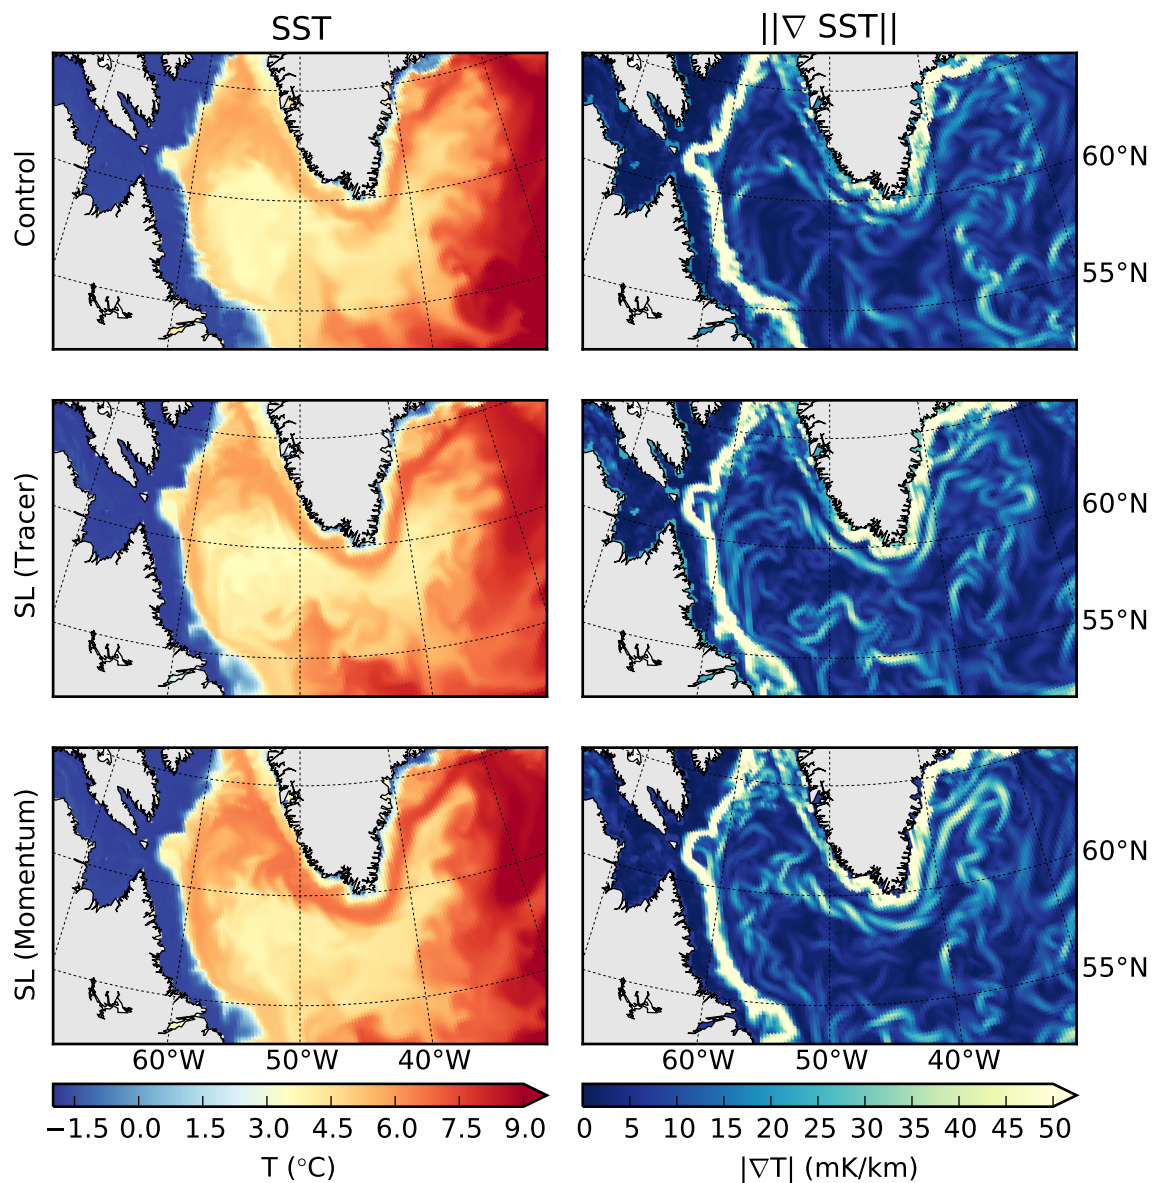 SST
||∇ SST||
Control
60°N
55°N
SL (Tracer)
60°N
55°N
SL (Momentum)
60°N
55°N
60°W 50°W 40°W
60°W 50°W 40°W
−1.5 0.0 1.5 3.0 4.5 6.0 7.5 9.0
0 5 10 15 20 25 30 35 40 45 50
T (°C)
|∇T| (mK/km)